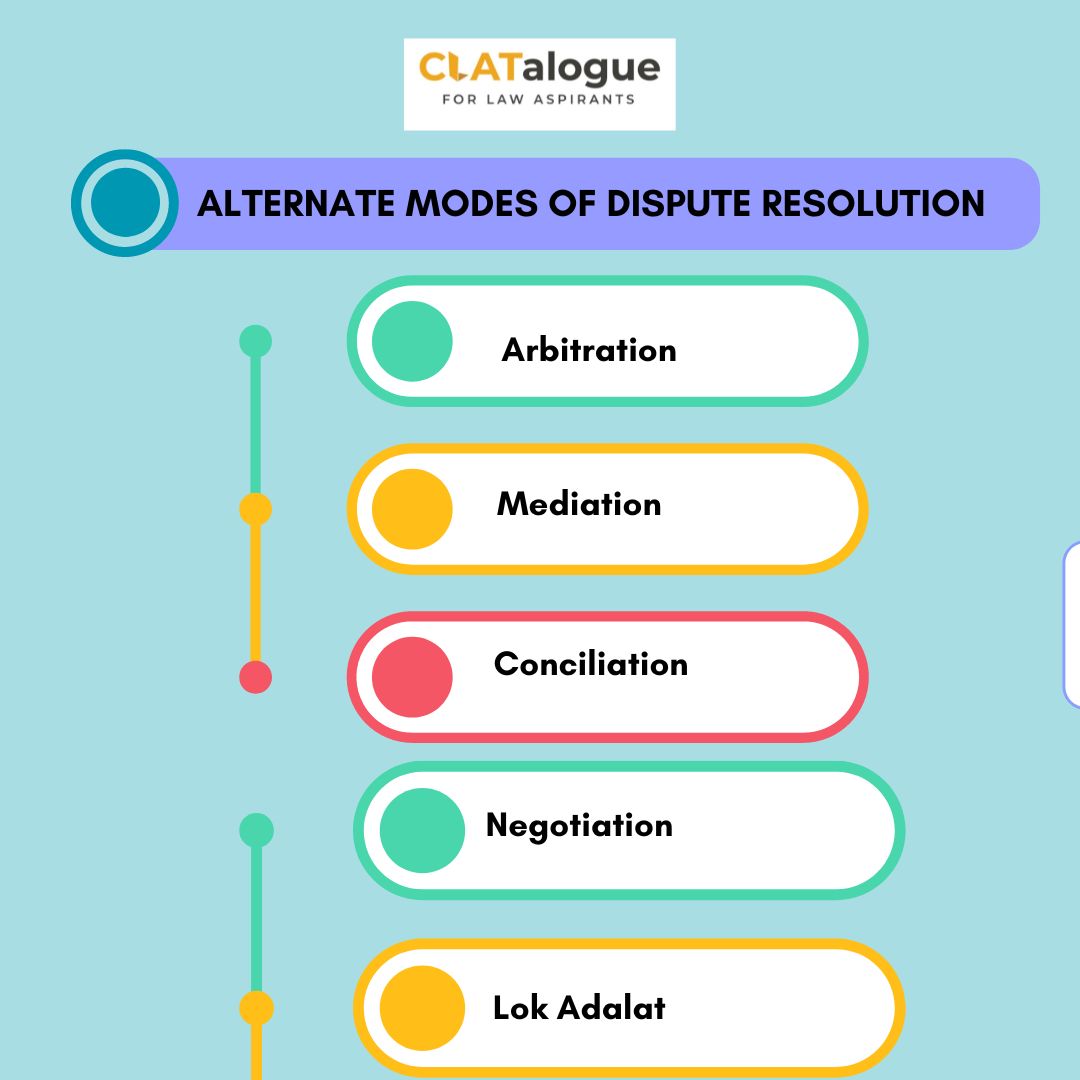 CLATalogue
FOR LAW ASPIRANTS
ALTERNATE MODES OF DISPUTE RESOLUTION
Arbitration
Mediation
Conciliation
Negotiation
Lok Adalat